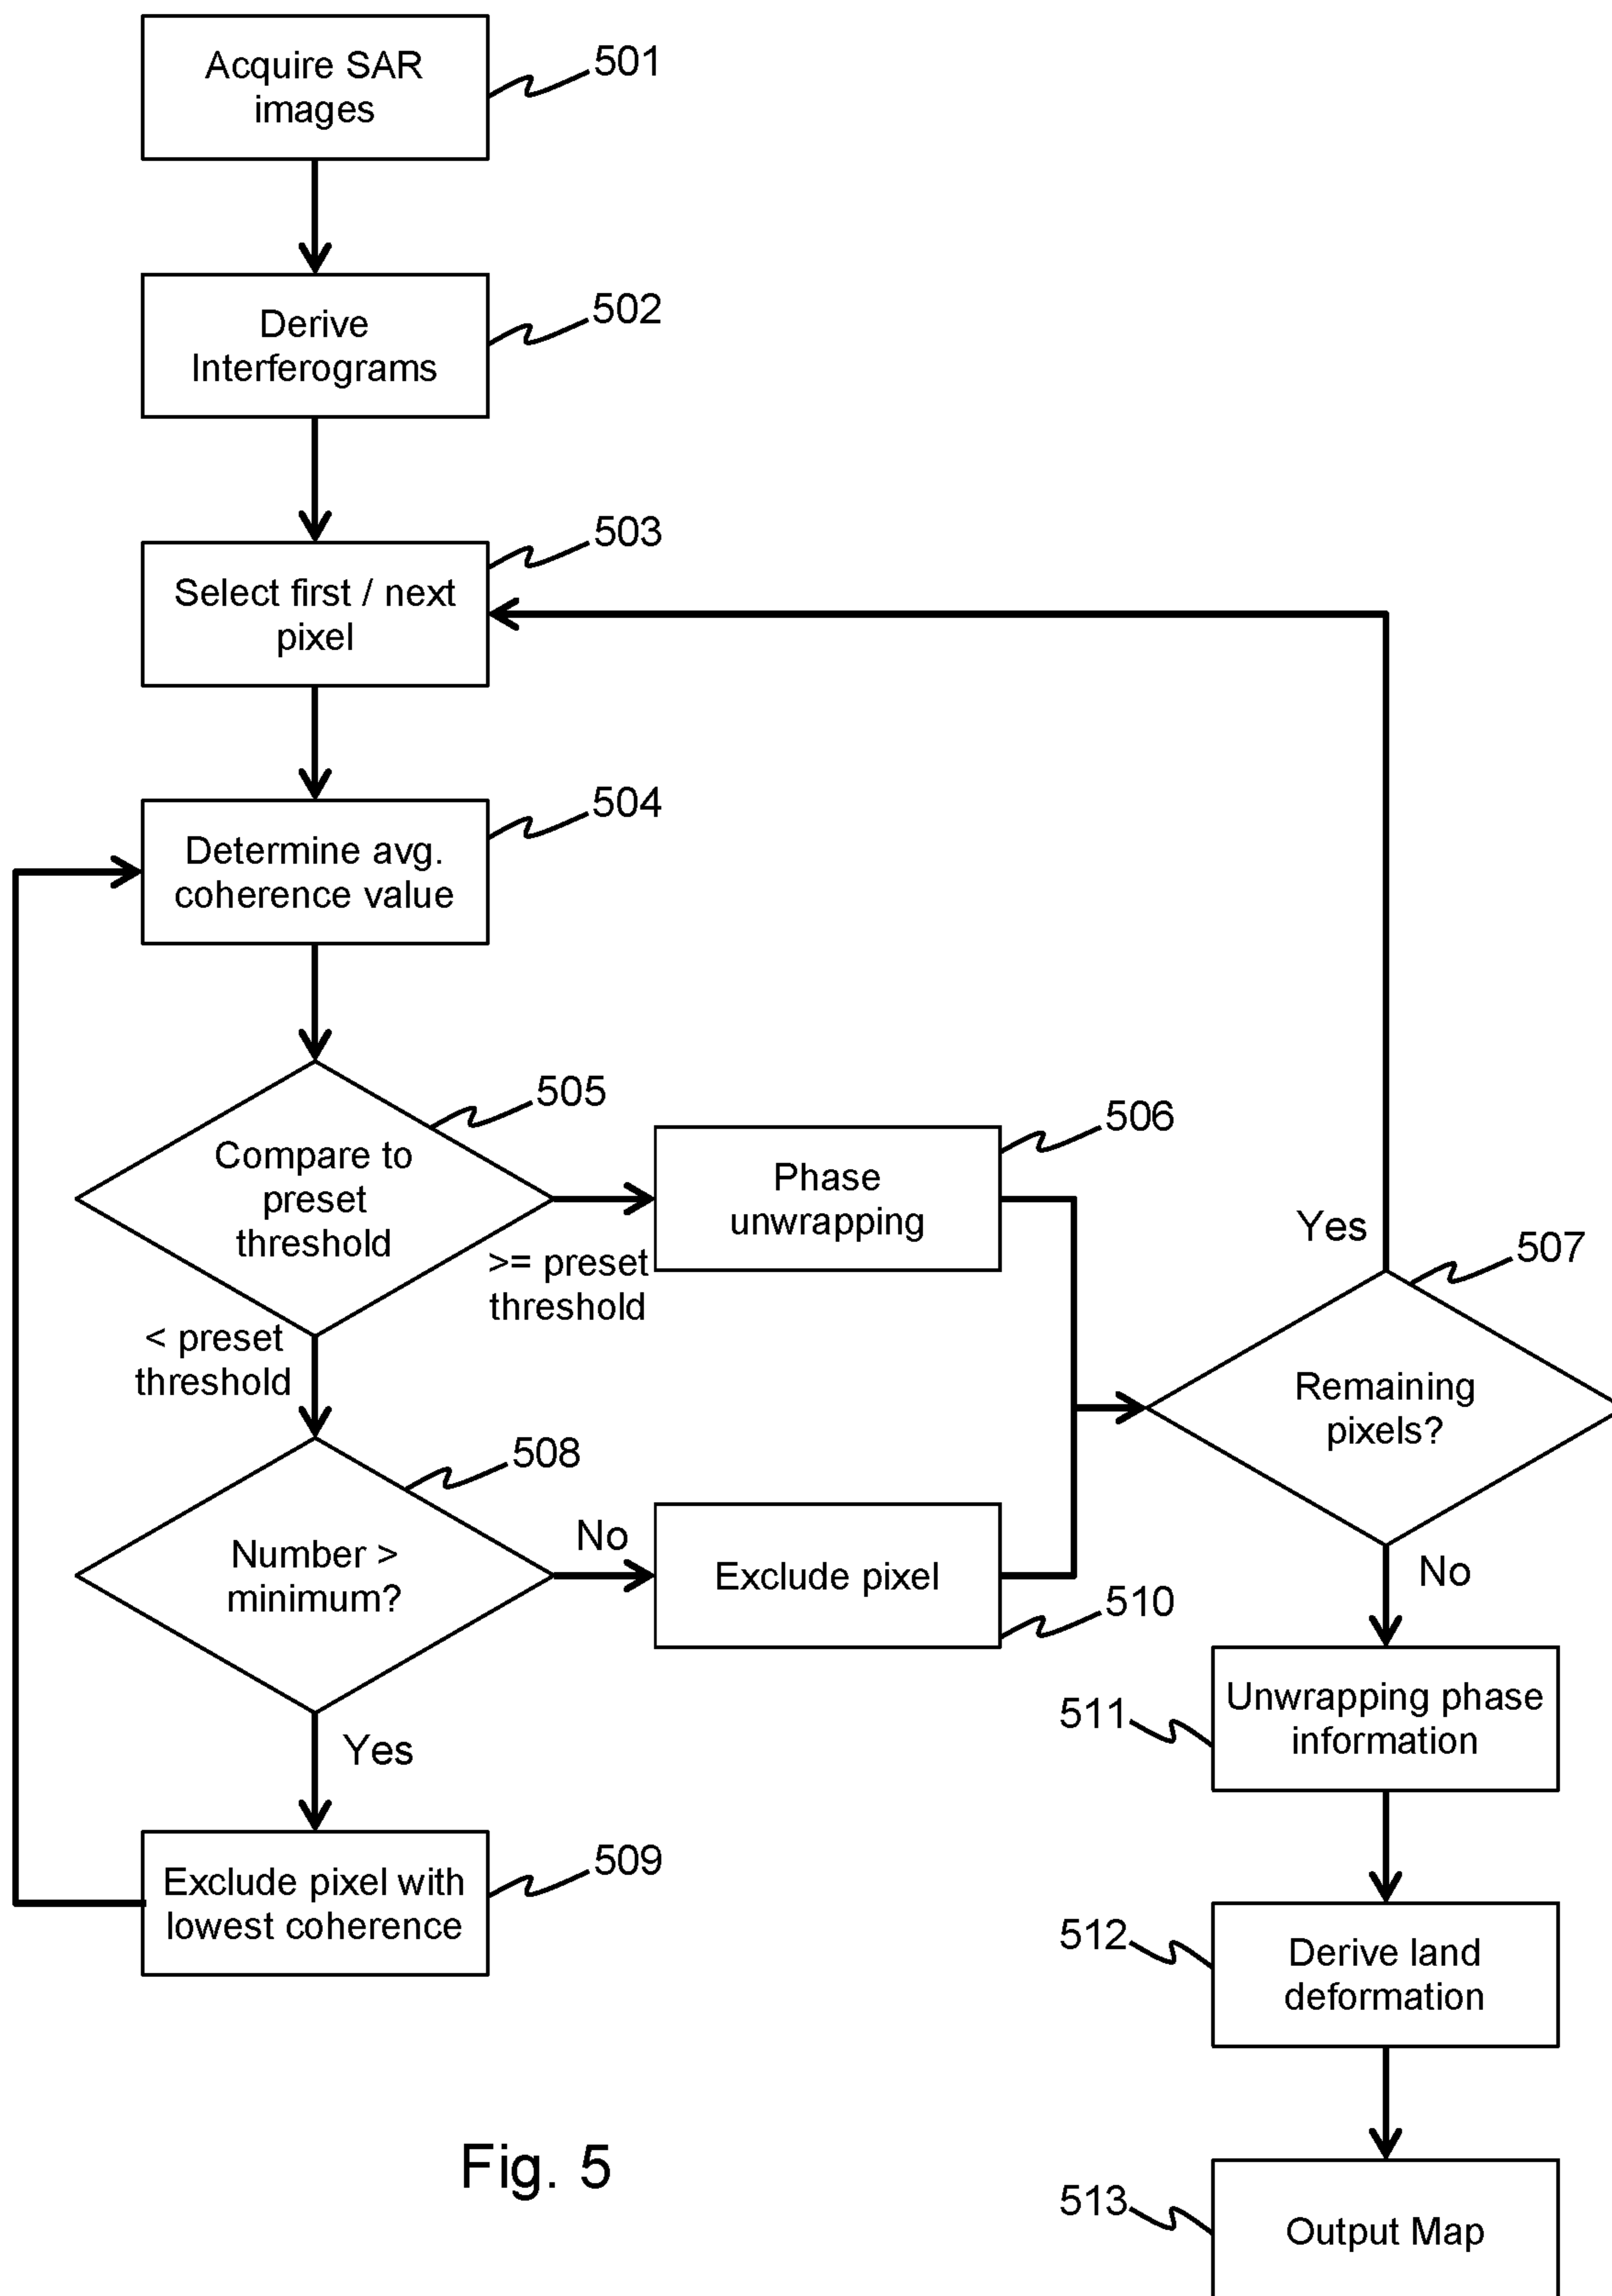 Acquire SAR
images
501
Derive
Interferograms
502
503
Select first / next
pixel
504
Determine avg.
coherence value
505
Compare to
preset
threshold
506
Phase
unwrapping
>= preset
threshold
< preset
threshold
Yes
507
Remaining
pixels?
508
Number >
minimum?
No
Exclude pixel
510
No
Yes
511
Unwrapping phase
information
509
Exclude pixel with
lowest coherence
512
Derive land
deformation
513
Output Map
Fig. 5